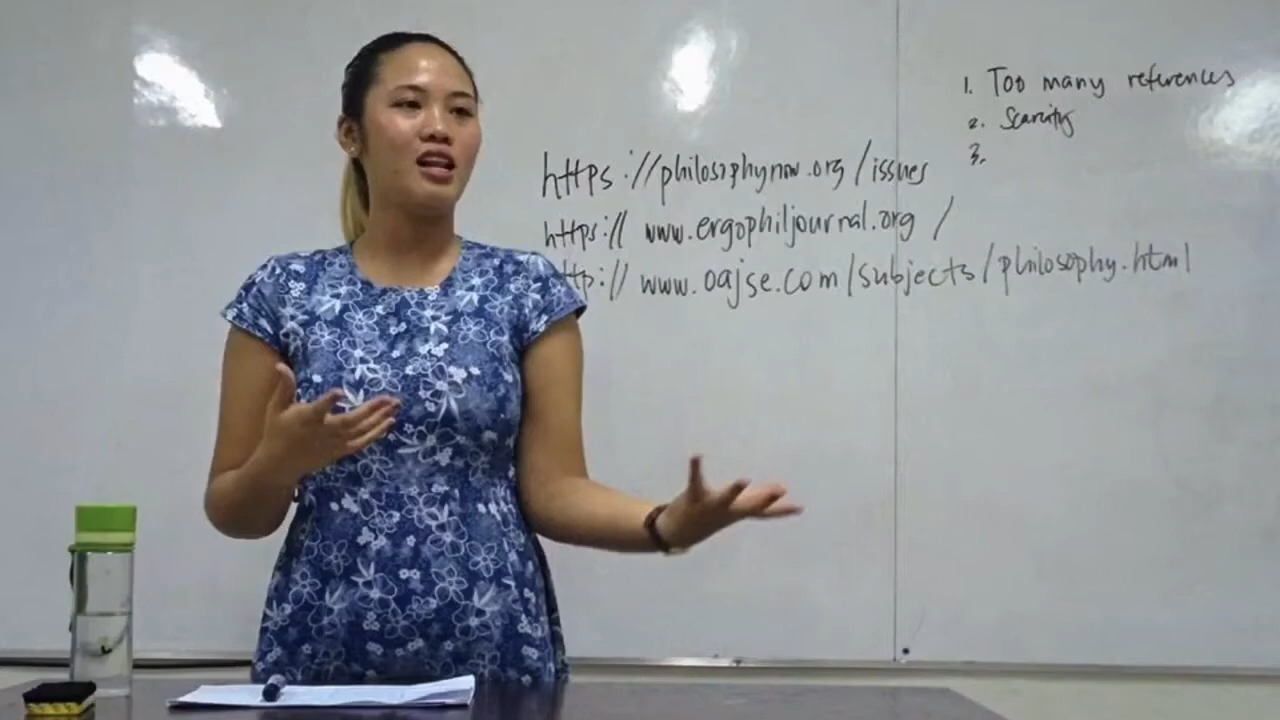 https://philosophynow.org/issues
https:// www.ergophiljournal.org /
ttp:// www.oajse.com/subjects/philosophy.html
1. Too many references
2. Scarcity
3.